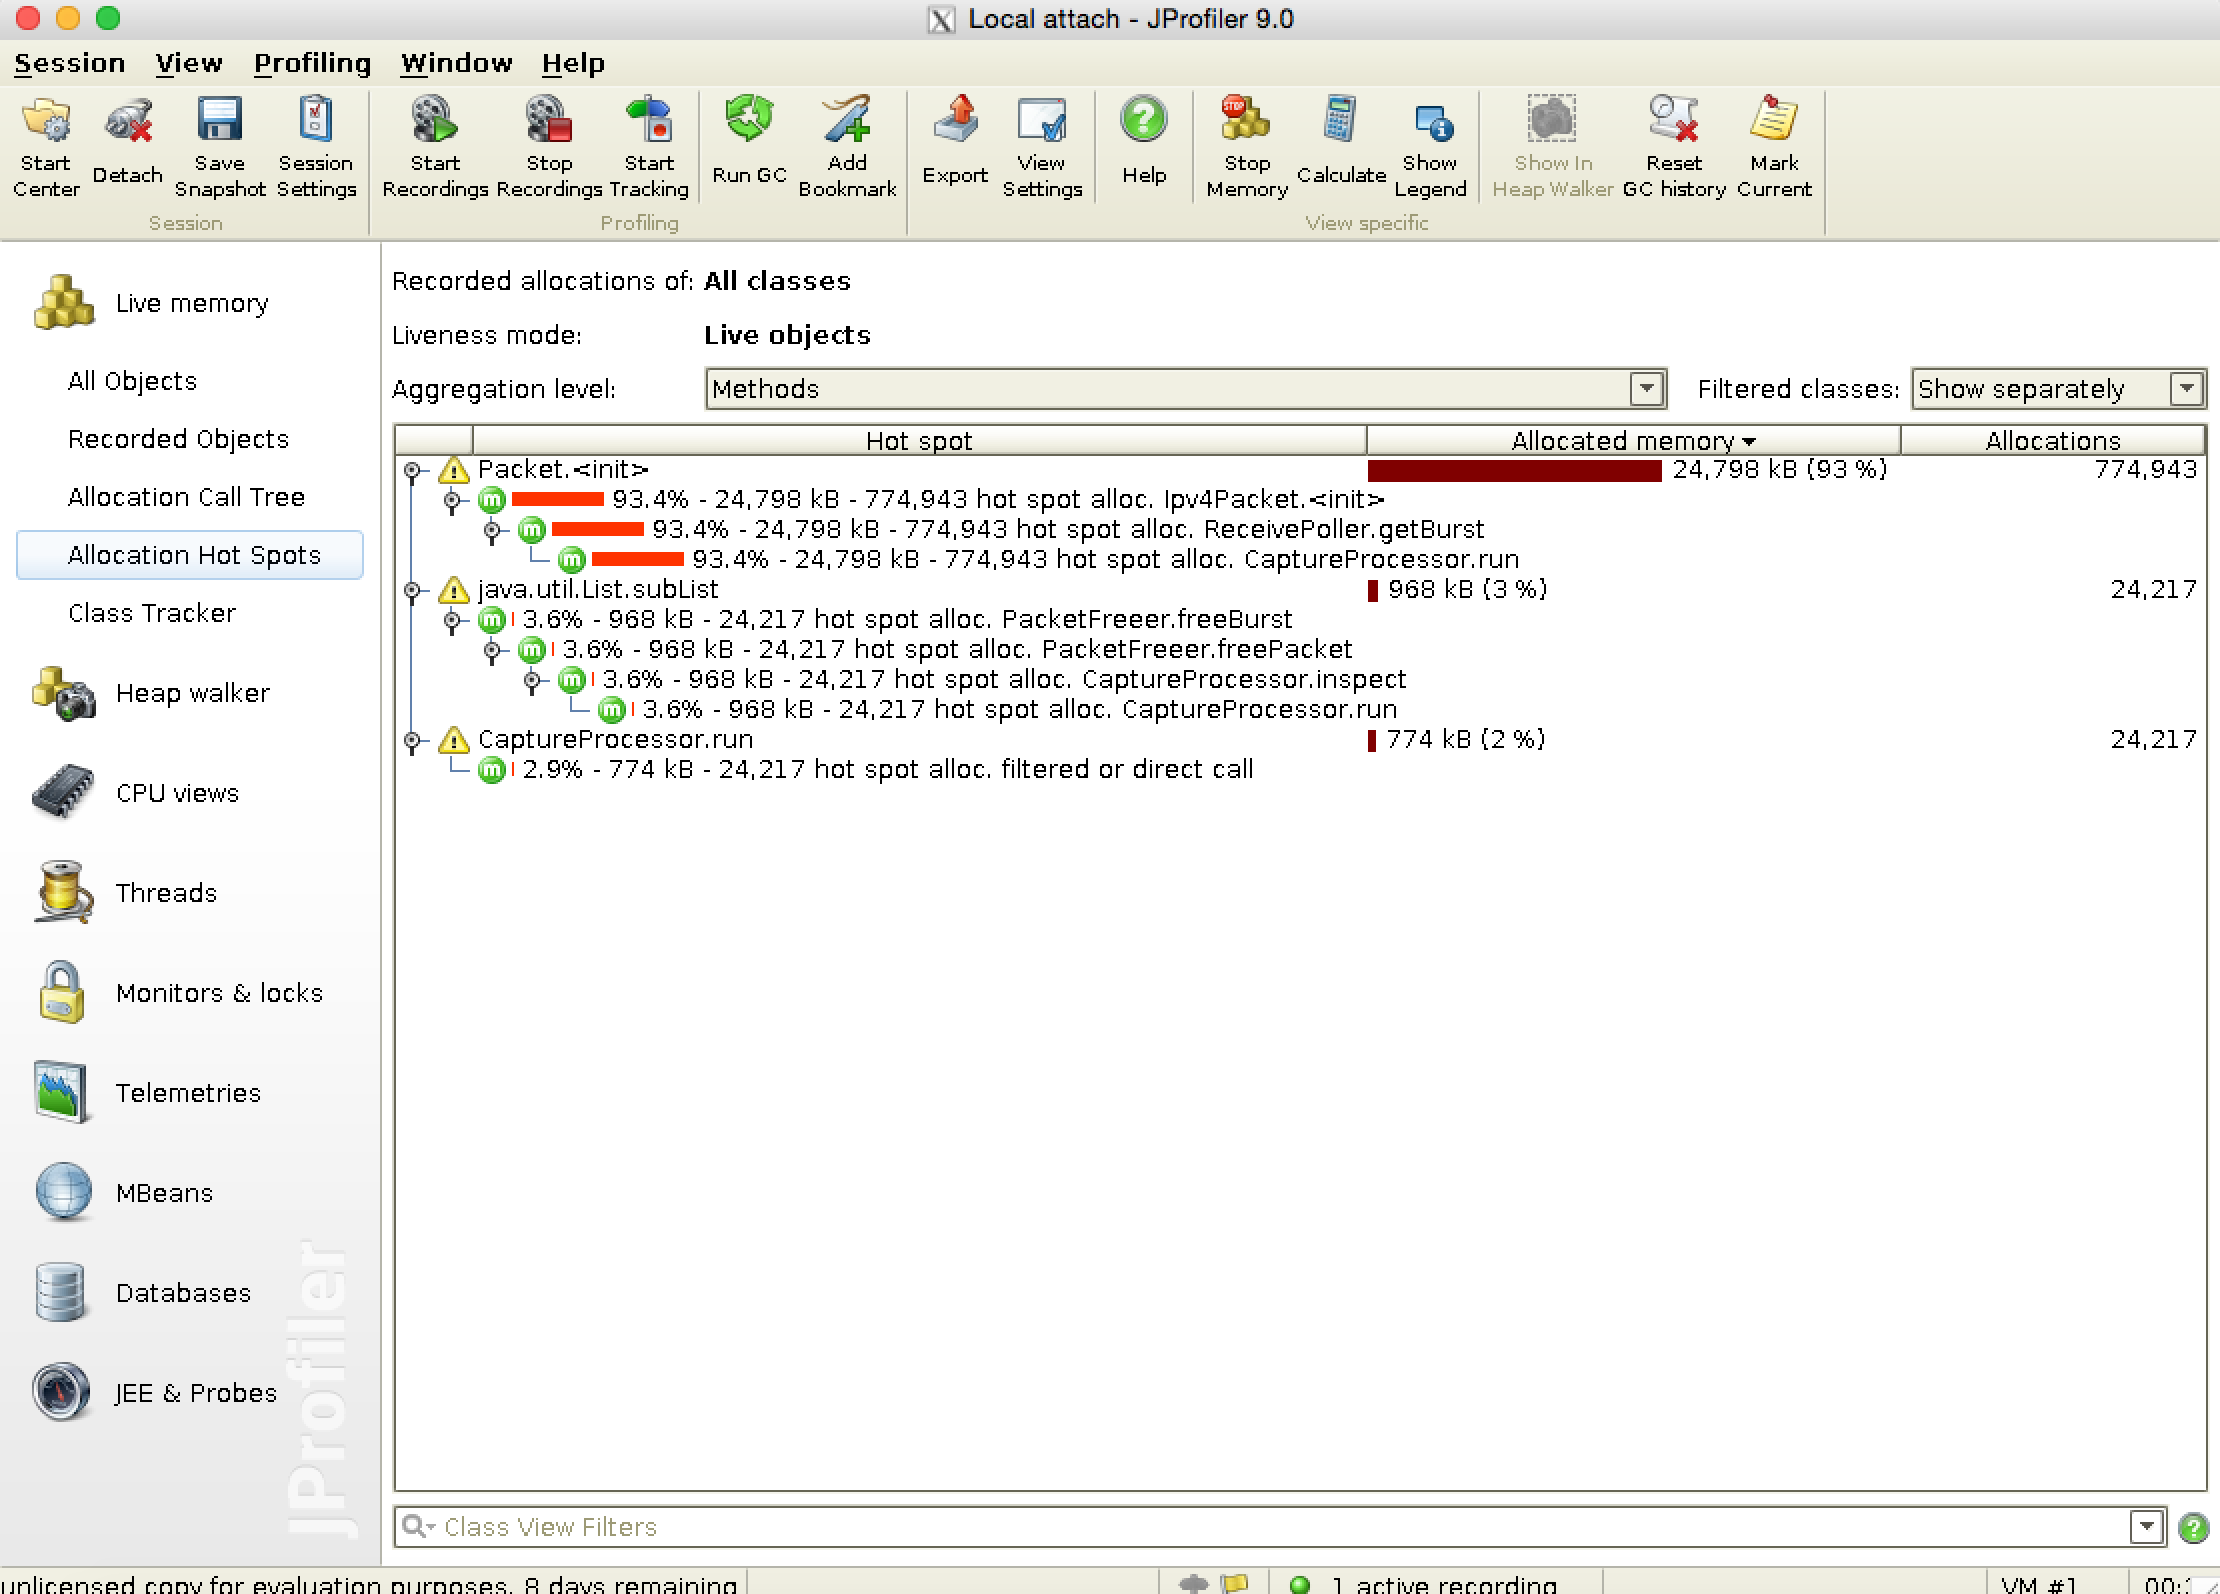 Local attach - JProfiler 9.0
Session View Profiling Window Help
Start Center
Detach
Save Snapshot
Session Settings
Start Recordings
Stop Recordings
Start Tracking
Run GC
Add Bookmark
Export
View Settings
Help
Stop Memory
Calculate
Show Legend
Show In Heap Walker
Reset GC history
Mark Current
Session
Profiling
View specific
Live memory
All Objects
Recorded Objects
Allocation Call Tree
Allocation Hot Spots
Class Tracker
Heap walker
CPU views
Threads
Monitors & locks
Telemetries
MBeans
Databases
JEE & Probes
JProfiler
Recorded allocations of: All classes
Liveness mode: Live objects
Aggregation level: Methods Filtered classes: Show separately
Hot spot Allocated memory Allocations
Packet.<init> 24,798 kB (93 %) 774,943
m 93.4% - 24,798 kB - 774,943 hot spot alloc. Ipv4Packet.<init>
m 93.4% - 24,798 kB - 774,943 hot spot alloc. ReceivePoller.getBurst
m 93.4% - 24,798 kB - 774,943 hot spot alloc. CaptureProcessor.run
java.util.List.subList 968 kB (3 %) 24,217
m 3.6% - 968 kB - 24,217 hot spot alloc. PacketFreeer.freeBurst
m 3.6% - 968 kB - 24,217 hot spot alloc. PacketFreeer.freePacket
m 3.6% - 968 kB - 24,217 hot spot alloc. CaptureProcessor.inspect
m 3.6% - 968 kB - 24,217 hot spot alloc. CaptureProcessor.run
CaptureProcessor.run 774 kB (2 %) 24,217
m 2.9% - 774 kB - 24,217 hot spot alloc. filtered or direct call
Class View Filters
unlicensed copy for evaluation purposes, 8 days remaining 1 active recording VM #1 00: